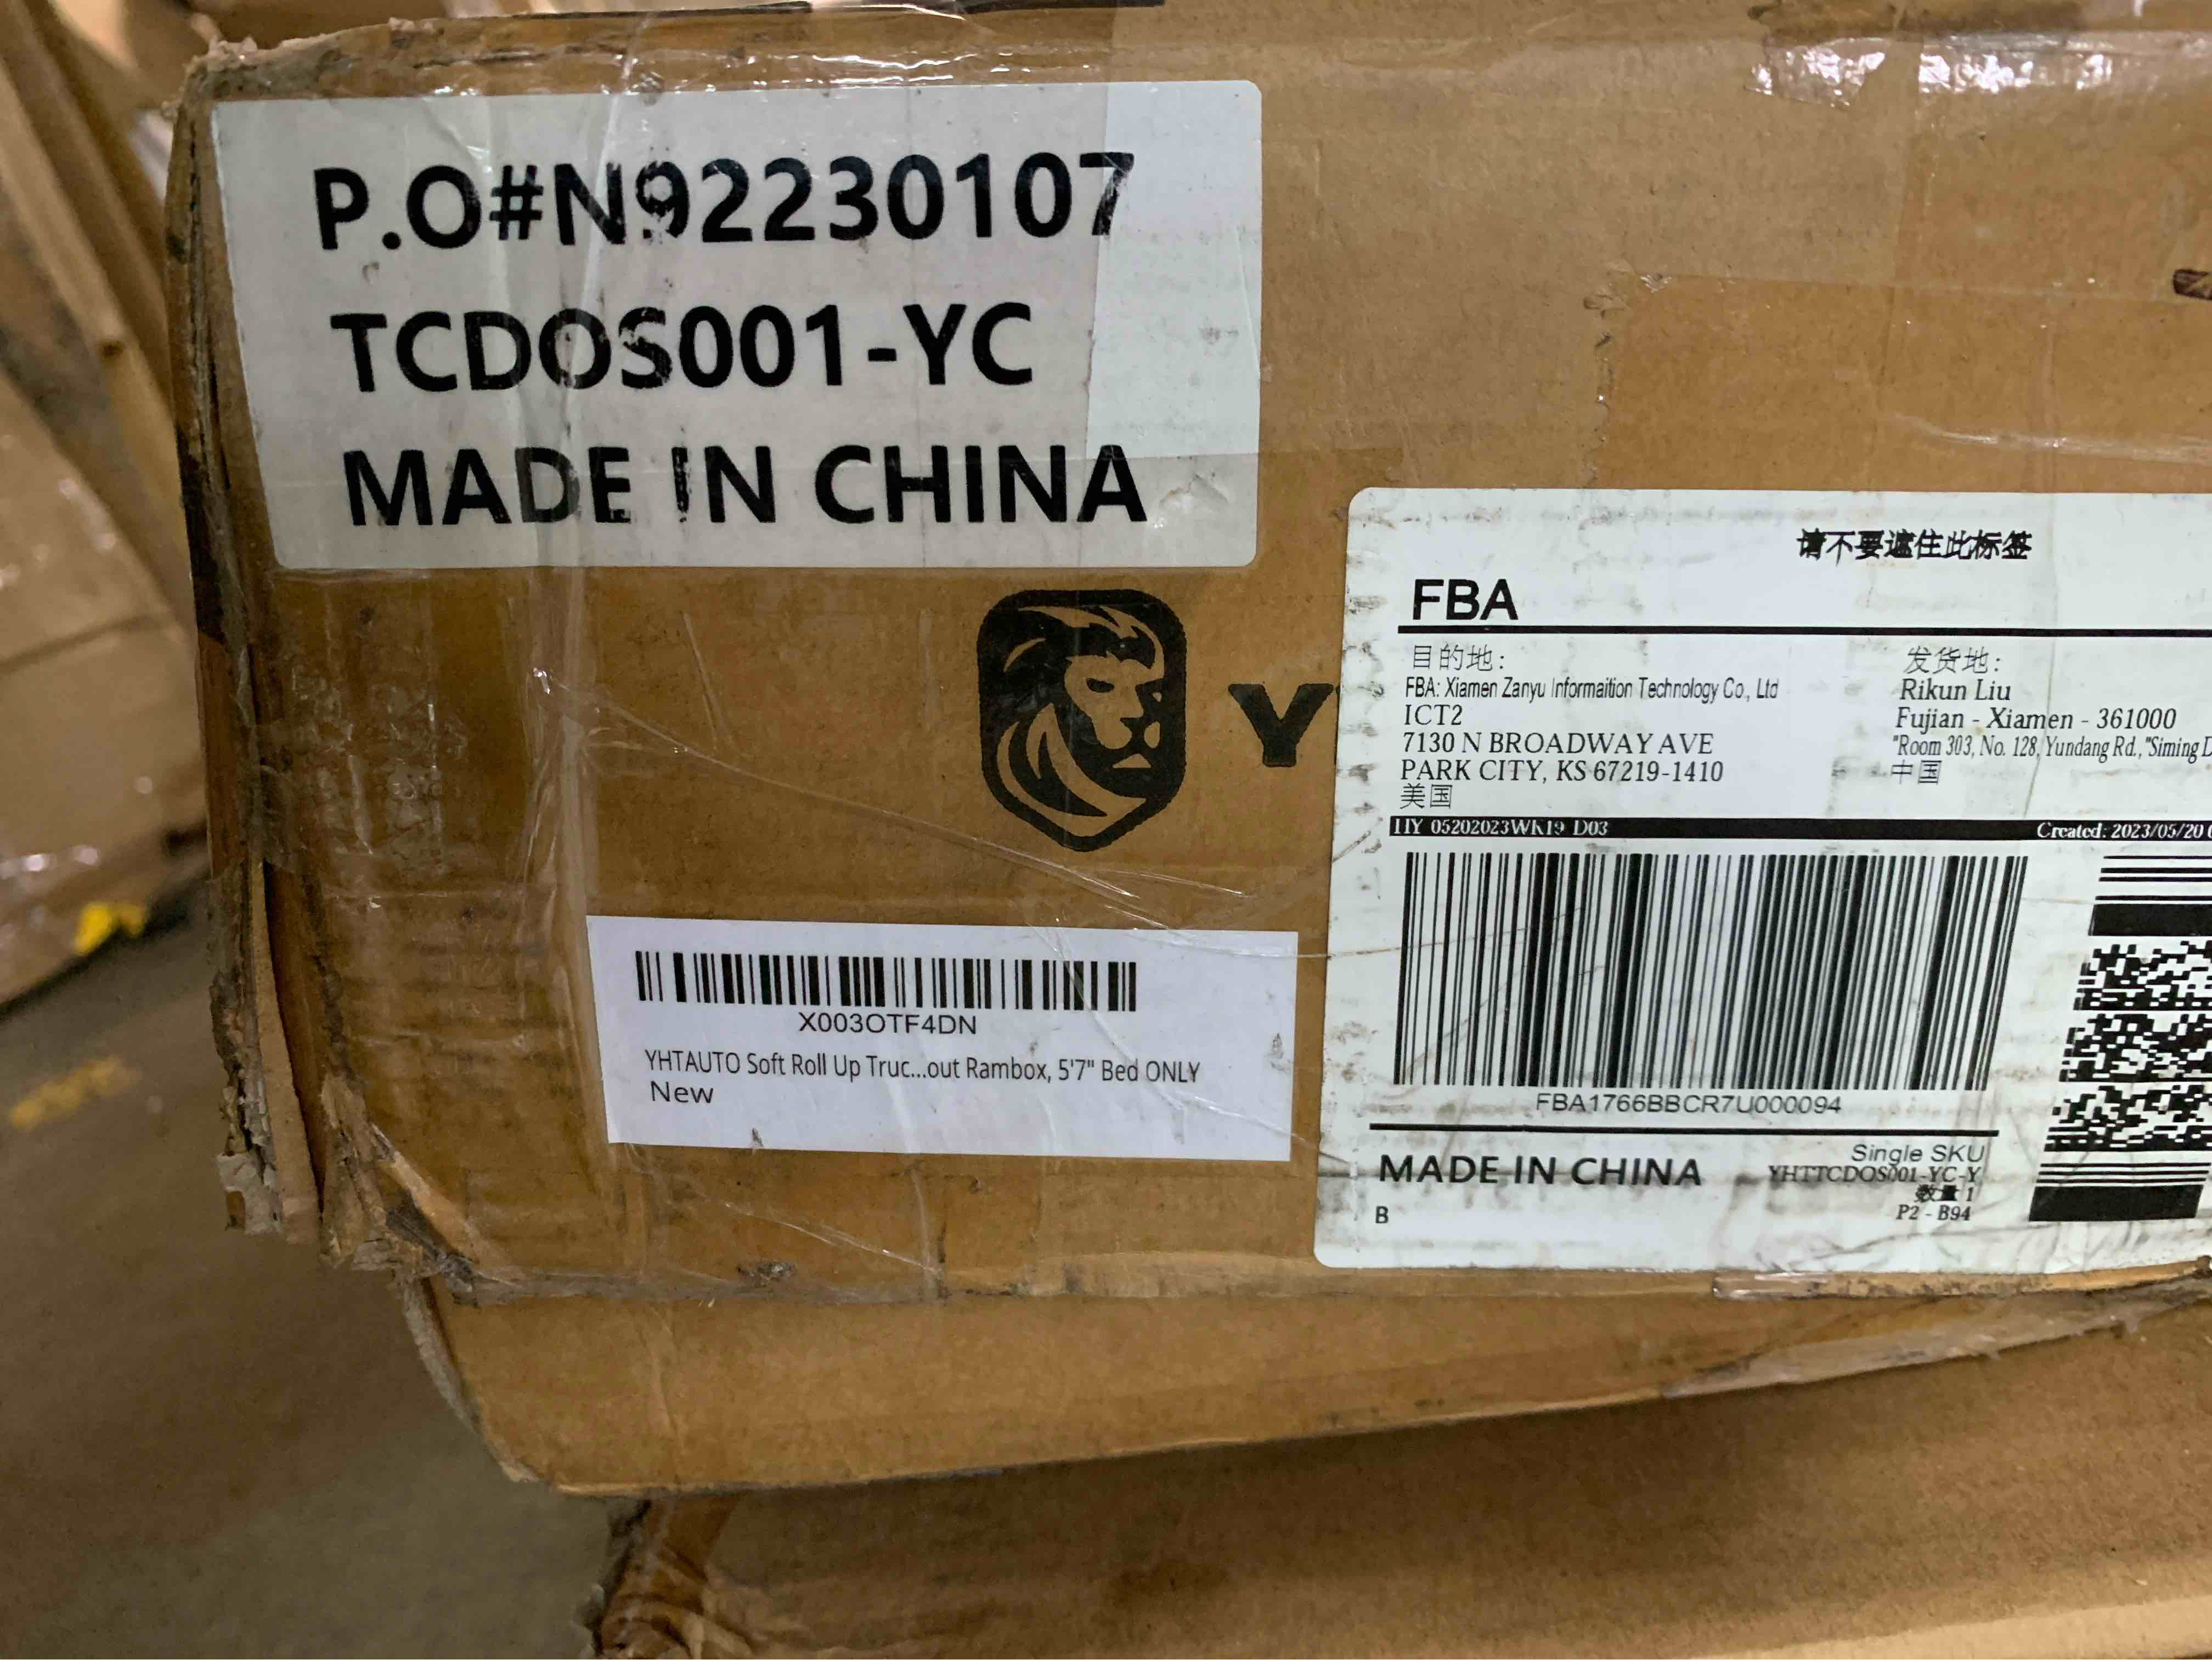 P.O#N92230107
TCDOS001-YC
MADE IN CHINA
Y
X003OTF4DN
YHTAUTO Soft Roll Up Truc...out Rambox, 5'7" Bed ONLY
New
请不要遮住此标签
FBA
目的地:
FBA: Xiamen Zanyu Informaition Technology Co., Ltd
ICT2
7130 N BROADWAY AVE
PARK CITY, KS 67219-1410
美国
发货地:
Rikun Liu
Fujian - Xiamen - 361000
"Room 303, No. 128, Yundang Rd.,"Siming D
中国
05202023WK19 D03
Created: 2023/05/20
FBA1766BBCR7U000094
MADE IN CHINA
Single SKU
YHTTCDOS001-YC-Y
数量 1
P2 - B94
B